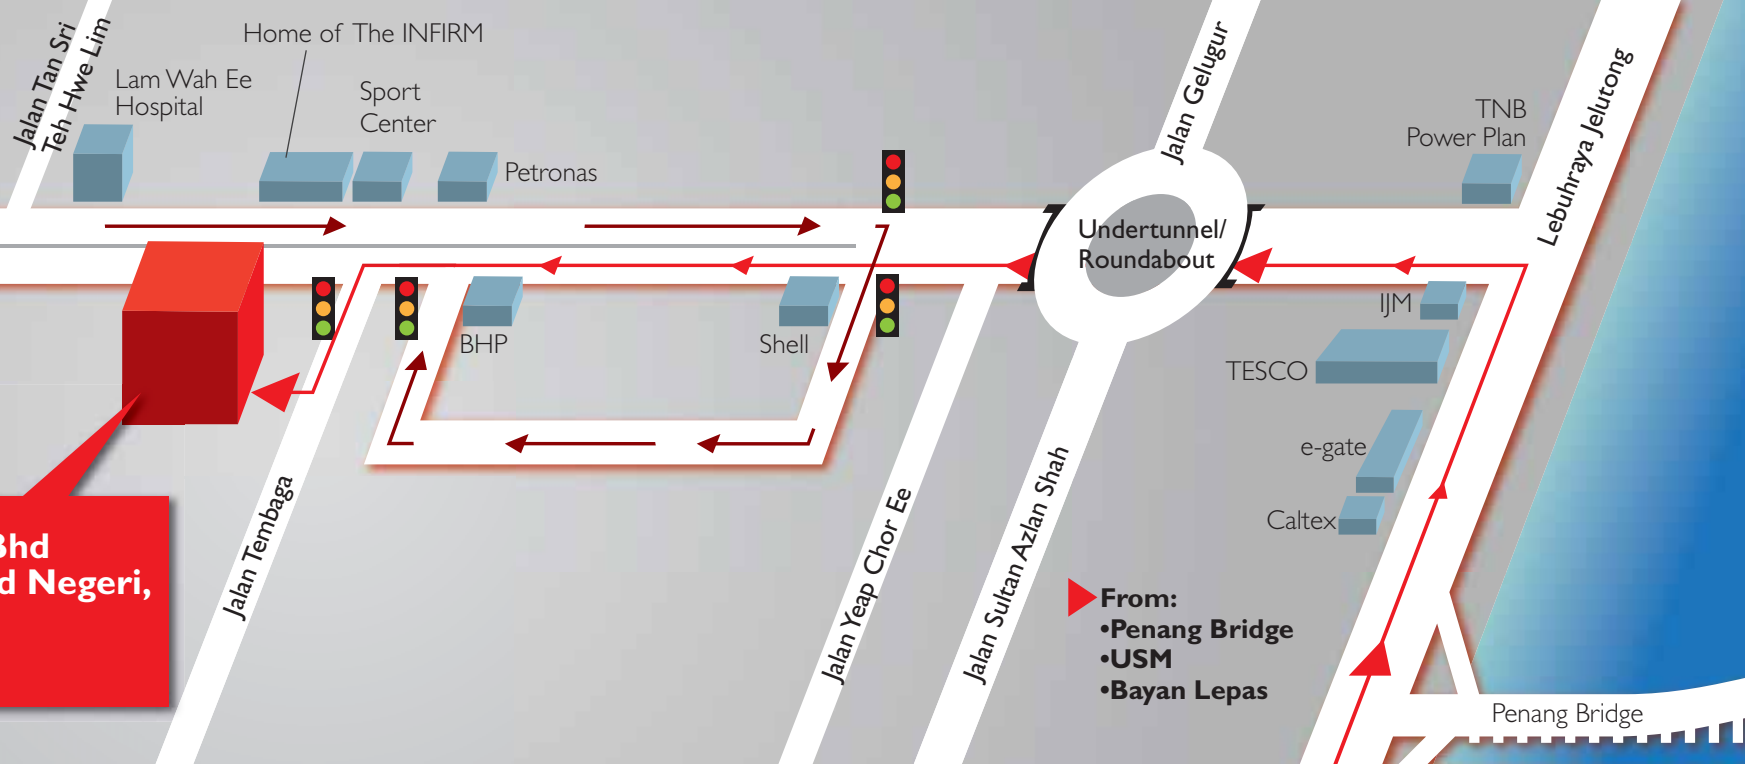 Jalan Tan Sri
Teh Hwe Lim
Home of The INFIRM
Lam Wah Ee
Hospital
Sport
Center
Petronas
Jalan Gelugur
TNB
Power Plan
Lebuhraya Jelutong
Undertunnel/
Roundabout
IJM
BHP
Shell
TESCO
e-gate
Caltex
Bhd
d Negeri,
Jalan Tembaga
Jalan Yeap Chor Ee
Jalan Sultan Azlan Shah
From:
•Penang Bridge
•USM
•Bayan Lepas
Penang Bridge